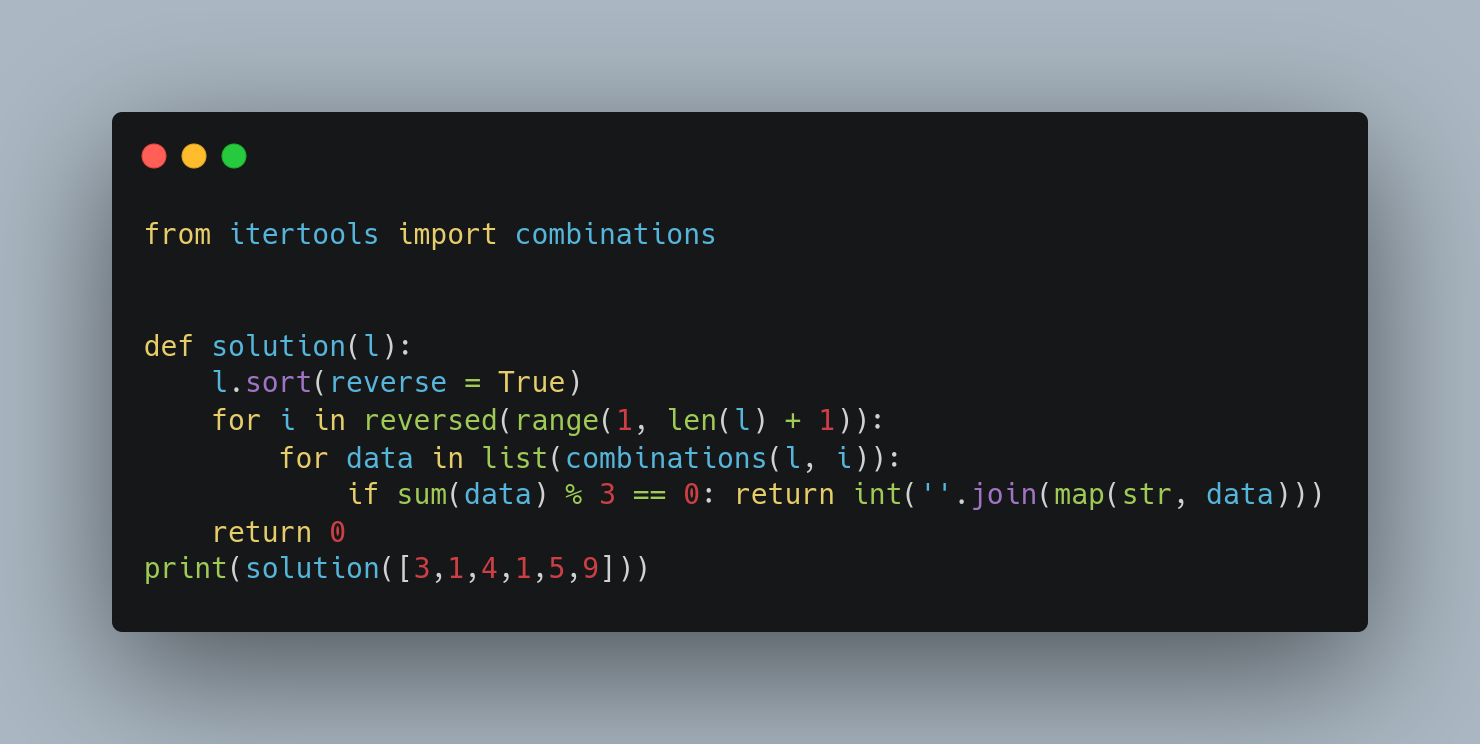 from itertools import combinations
def solution(l):
    l.sort(reverse = True)
    for i in reversed(range(1, len(l) + 1)):
        for data in list(combinations(l, i)):
            if sum(data) % 3 == 0: return int(''.join(map(str, data)))
    return 0
print(solution([3,1,4,1,5,9]))